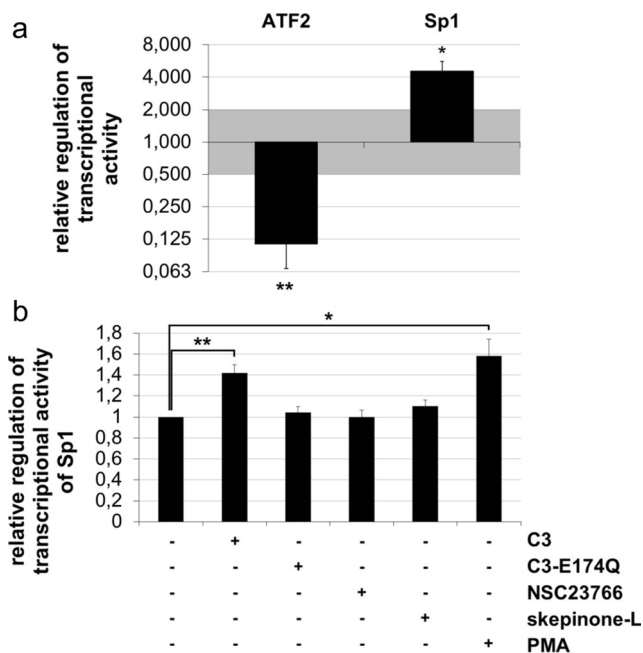 a
ATF2 Sp1
relative regulation of
transcriptional
activity
8,000
4,000
2,000
1,000
0,500
0,250
0,125
0,063
*
**
b
relative regulation of
transcriptional activity
of Sp1
1,8
1,6
1,4
1,2
1
0,8
0,6
0,4
0,2
0
**
*
- + - - - - C3
- - + - - - C3-E174Q
- - - + - - NSC23766
- - - - + - skepinone-L
- - - - - + PMA